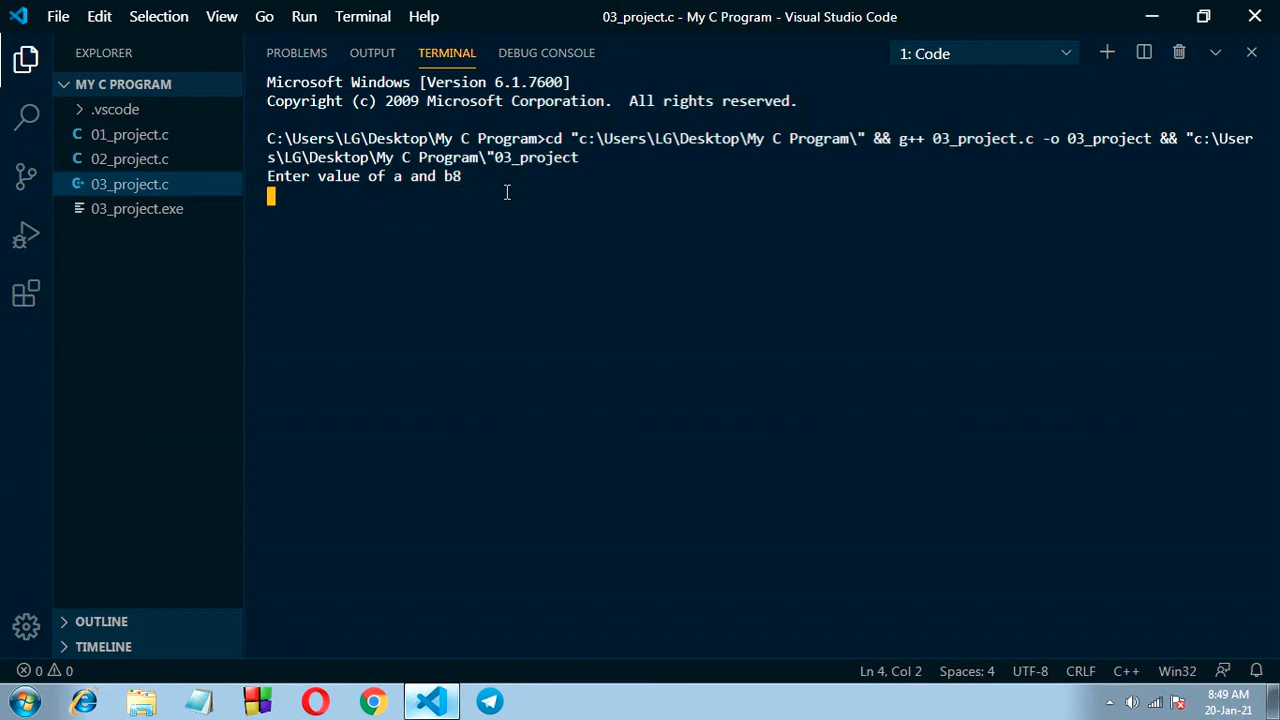 File Edit Selection View Go Run Terminal Help 03_project.c - My C Program - Visual Studio Code
EXPLORER PROBLEMS OUTPUT TERMINAL DEBUG CONSOLE 1: Code
MY C PROGRAM
.vscode
C 01_project.c
C 02_project.c
03_project.c
03_project.exe
Microsoft Windows [Version 6.1.7600]
Copyright (c) 2009 Microsoft Corporation.  All rights reserved.
C:\Users\LG\Desktop\My C Program>cd "c:\Users\LG\Desktop\My C Program\" && g++ 03_project.c -o 03_project && "c:\User
s\LG\Desktop\My C Program\"03_project
Enter value of a and b8
OUTLINE
TIMELINE
0 0 Ln 4, Col 2 Spaces: 4 UTF-8 CRLF C++ Win32
8:49 AM
20-Jan-21